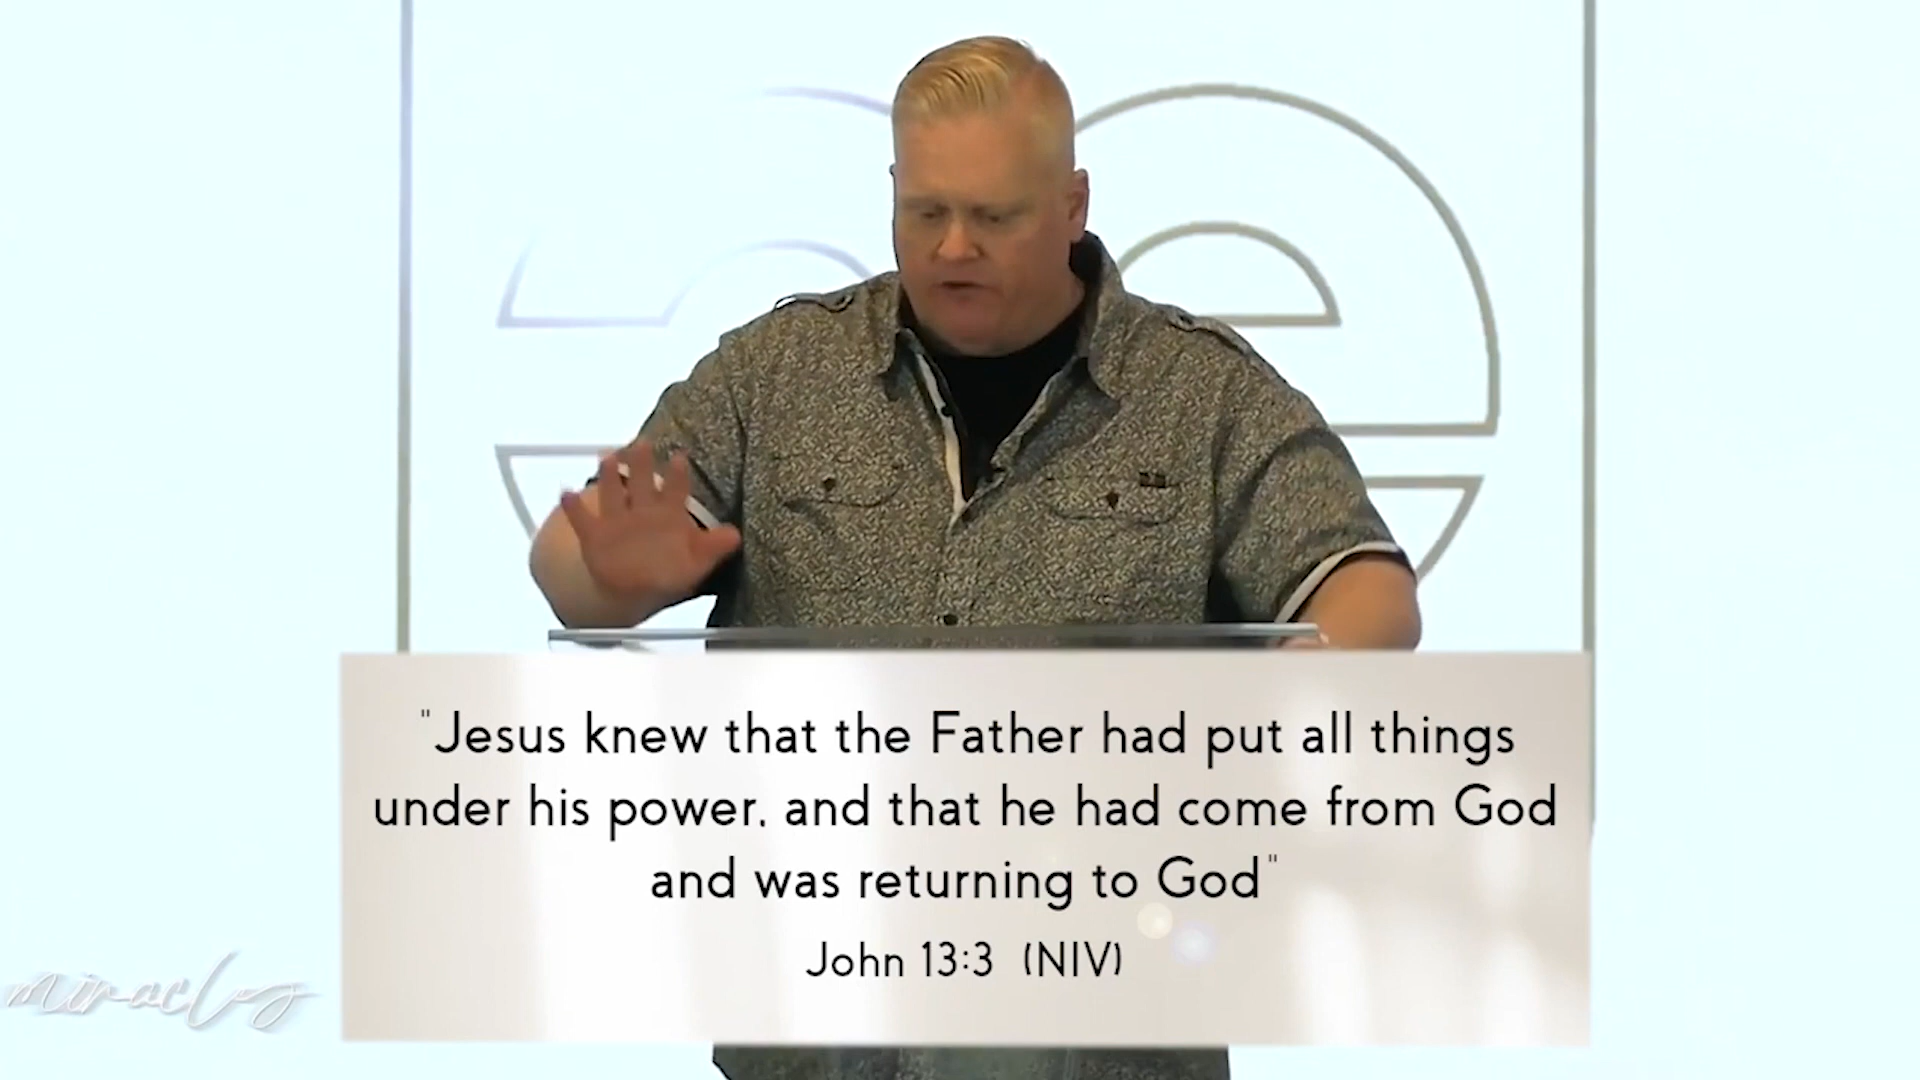 "Jesus knew that the Father had put all things
under his power, and that he had come from God
and was returning to God"
John 13:3 (NIV)
miracles